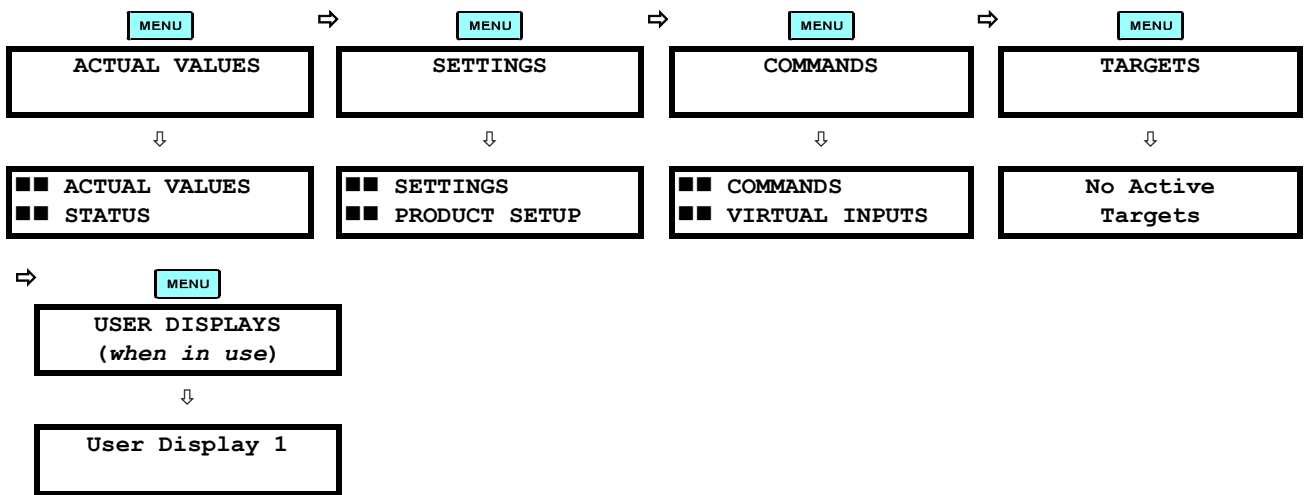 MENU MENU MENU MENU
ACTUAL VALUES SETTINGS COMMANDS TARGETS
ACTUAL VALUES
STATUS
SETTINGS
PRODUCT SETUP
COMMANDS
VIRTUAL INPUTS
No Active
Targets
MENU
USER DISPLAYS
(when in use)
User Display 1